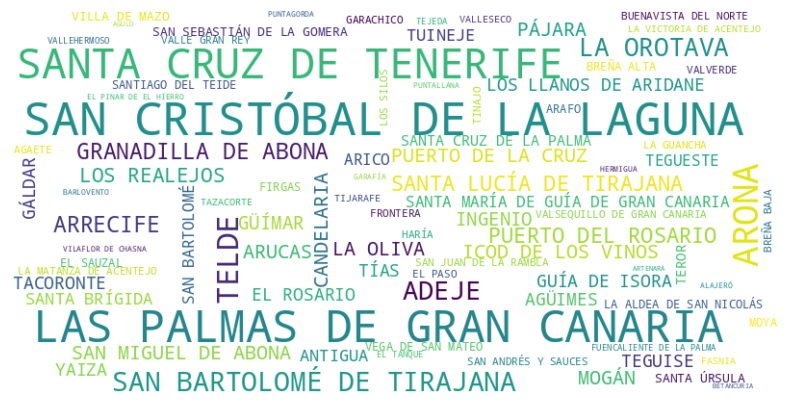 VILLA DE MAZO
AGULO
PUNTAGORDA
GARACHICO
TEJEDA
VALLESECO
BUENAVISTA DEL NORTE
VALLEHERMOSO
VALLE GRAN REY
SAN SEBASTIÁN DE LA GOMERA
TUINEJE
PÁJARA
LA VICTORIA DE ACENTEJO
LA OROTAVA
SANTA CRUZ DE TENERIFE
BREÑA ALTA
VALVERDE
SANTIAGO DEL TEIDE
LOS SILOS
PUNTALLANA
TINAJO
LOS LLANOS DE ARIDANE
EL PINAR DE EL HIERRO
ARAFO
SAN CRISTÓBAL DE LA LAGUNA
AGAETE
GRANADILLA DE ABONA
ARICO
SANTA CRUZ DE LA PALMA
PUERTO DE LA CRUZ
LA GUANCHA
TEGUESTE
GÁLDAR
LOS REALEJOS
GARAFÍA
HERMIGUA
BARLOVENTO
SAN BARTOLOMÉ
FIRGAS
CANDELARIA
TIJARAFE
SANTA LUCÍA DE TIRAJANA
ARONA
BREÑA BAJA
TAZACORTE
SANTA MARÍA DE GUÍA DE GRAN CANARIA
ARRECIFE
TELDE
GÜÍMAR
FRONTERA
INGENIO
VALSEQUILLO DE GRAN CANARIA
HARÍA
PUERTO DEL ROSARIO
VILAFLOR DE CHASNA
ARUCAS
LA OLIVA
ICOD DE LOS VINOS
TEROR
EL SAUZAL
LA MATANZA DE ACENTEJO
TÍAS
SAN JUAN DE LA RAMBLA
EL PASO
ARTENARA
TACORONTE
GUÍA DE ISORA
ALAJERÓ
SANTA BRÍGIDA
EL ROSARIO
ADEJE
AGÜIMES
LA ALDEA DE SAN NICOLÁS
LAS PALMAS DE GRAN CANARIA
MOYA
SAN MIGUEL DE ABONA
ANTIGUA
VEGA DE SAN MATEO
EL TANQUE
FUENCALIENTE DE LA PALMA
SAN ANDRÉS Y SAUCES
TEGUISE
FASNIA
YAIZA
SAN BARTOLOMÉ DE TIRAJANA
MOGÁN
SANTA ÚRSULA
BETANCURIA